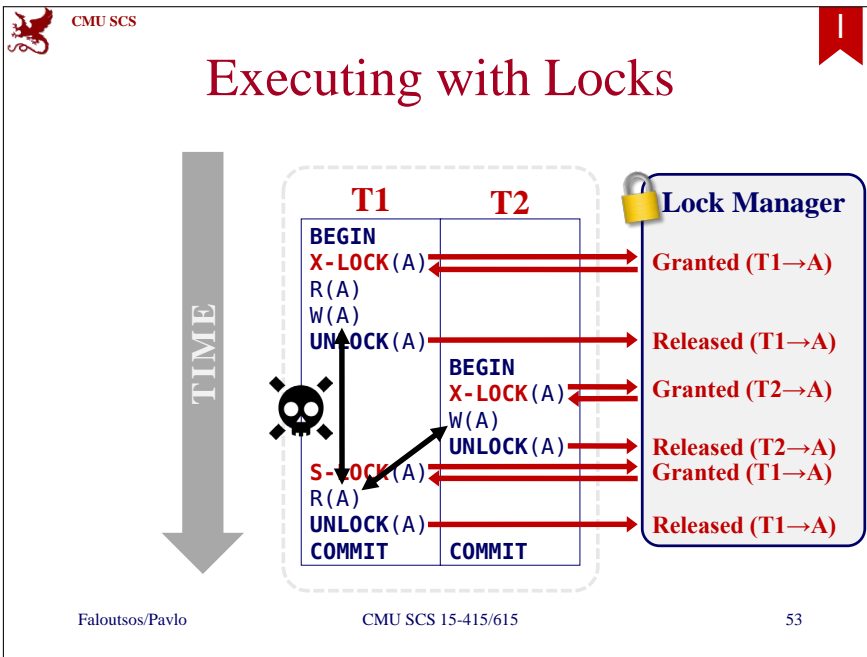 CMU SCS
I
Executing with Locks
TIME
T1
BEGIN
X-LOCK(A)
R(A)
W(A)
UNLOCK(A)
S-LOCK(A)
R(A)
UNLOCK(A)
COMMIT
T2
BEGIN
X-LOCK(A)
W(A)
UNLOCK(A)
COMMIT
Lock Manager
Granted (T1→A)
Released (T1→A)
Granted (T2→A)
Released (T2→A)
Granted (T1→A)
Released (T1→A)
Faloutsos/Pavlo
CMU SCS 15-415/615
53